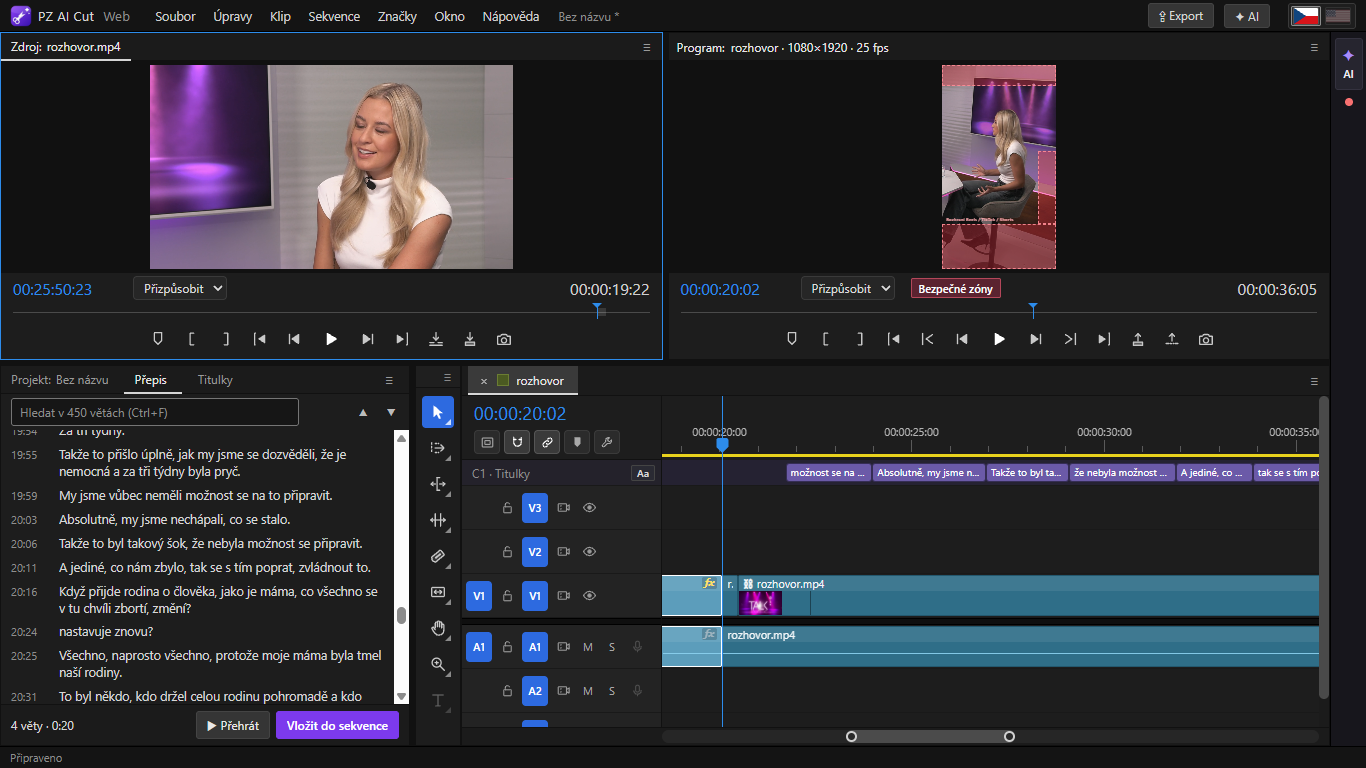 PZ AI Cut Web Soubor Úpravy Klip Sekvence Značky Okno Nápověda Bez názvu * Export AI
Zdroj: rozhovor.mp4
Program: rozhovor · 1080×1920 · 25 fps
AI
00:25:50:23 Přizpůsobit 00:00:19:22
00:00:20:02 Přizpůsobit Bezpečné zóny 00:00:36:05
Projekt: Bez názvu Přepis Titulky
Hledat v 450 větách (Ctrl+F)
19:54 Za tři týdny.
19:55 Takže to přišlo úplně, jak my jsme se dozvěděli, že je
nemocná a za tři týdny byla pryč.
19:59 My jsme vůbec neměli možnost se na to připravit.
20:03 Absolutně, my jsme nechápali, co se stalo.
20:06 Takže to byl takový šok, že nebyla možnost se připravit.
20:11 A jediné, co nám zbylo, tak se s tím poprat, zvládnout to.
20:16 Když přijde rodina o člověka, jako je máma, co všechno se
v tu chvíli zbortí, změní?
20:24 nastavuje znovu?
20:25 Všechno, naprosto všechno, protože moje máma byla tmel
naší rodiny.
20:31 To byl někdo, kdo držel celou rodinu pohromadě a kdo
4 věty · 0:20 Přehrát Vložit do sekvence
× rozhovor
00:00:20:02
00:00:20:00 00:00:25:00 00:00:30:00 00:00:35:0
C1 · Titulky Aa
možnost se na ... Absolutně, my jsme n... Takže to byl ta... že nebyla možnost ... A jediné, co ... tak se s tím po
V3
V2
V1 V1 fx r. rozhovor.mp4
TALK
A1 A1 M S fx rozhovor.mp4
A2 M S
T
Připraveno